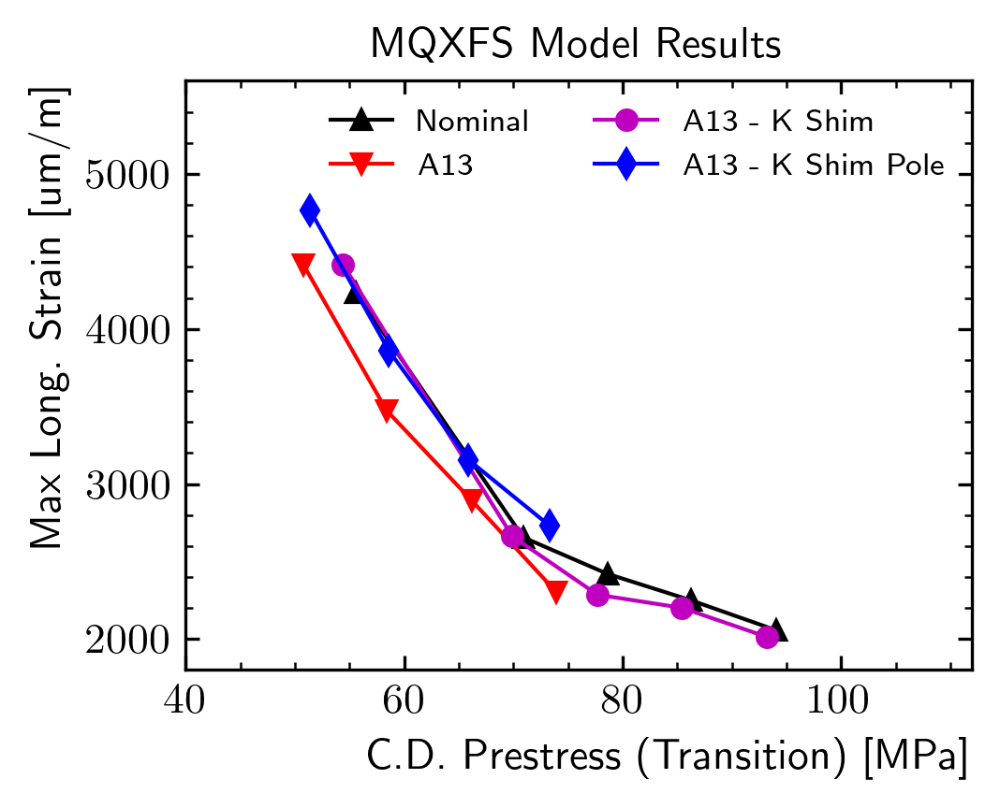 MQXFS Model Results
Nominal
A13
A13 - K Shim
A13 - K Shim Pole
Max Long. Strain [um/m]
5000
4000
3000
2000
40 60 80 100
C.D. Prestress (Transition) [MPa]